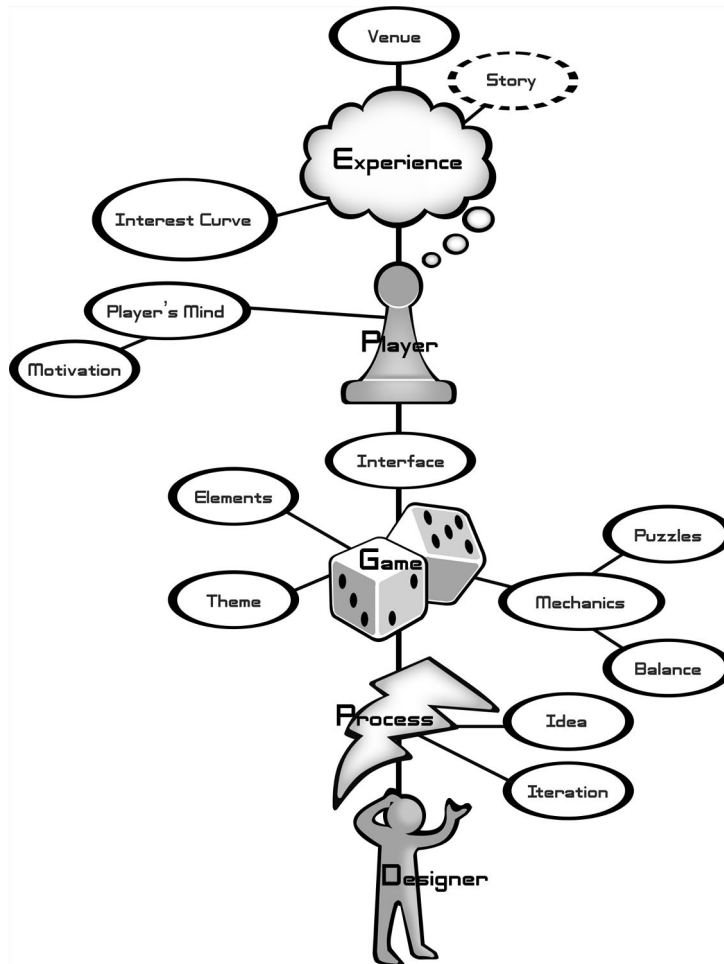 Venue
Story
Experience
Interest Curve
Player's Mind
Player
Motivation
Interface
Elements
Puzzles
Game
Theme
Mechanics
Balance
Process
Idea
Iteration
Designer